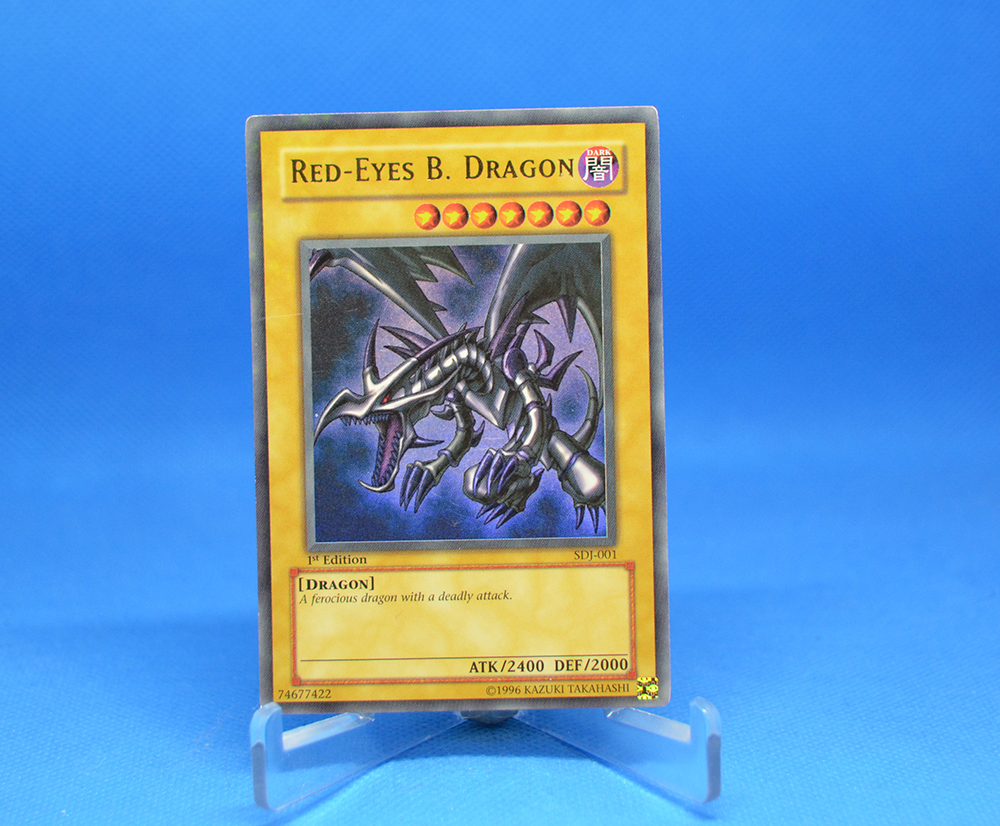 RED-EYES B. DRAGON
DARK
闇
1st Edition
SDJ-001
[DRAGON]
A ferocious dragon with a deadly attack.
ATK/2400 DEF/2000
74677422
©1996 KAZUKI TAKAHASHI